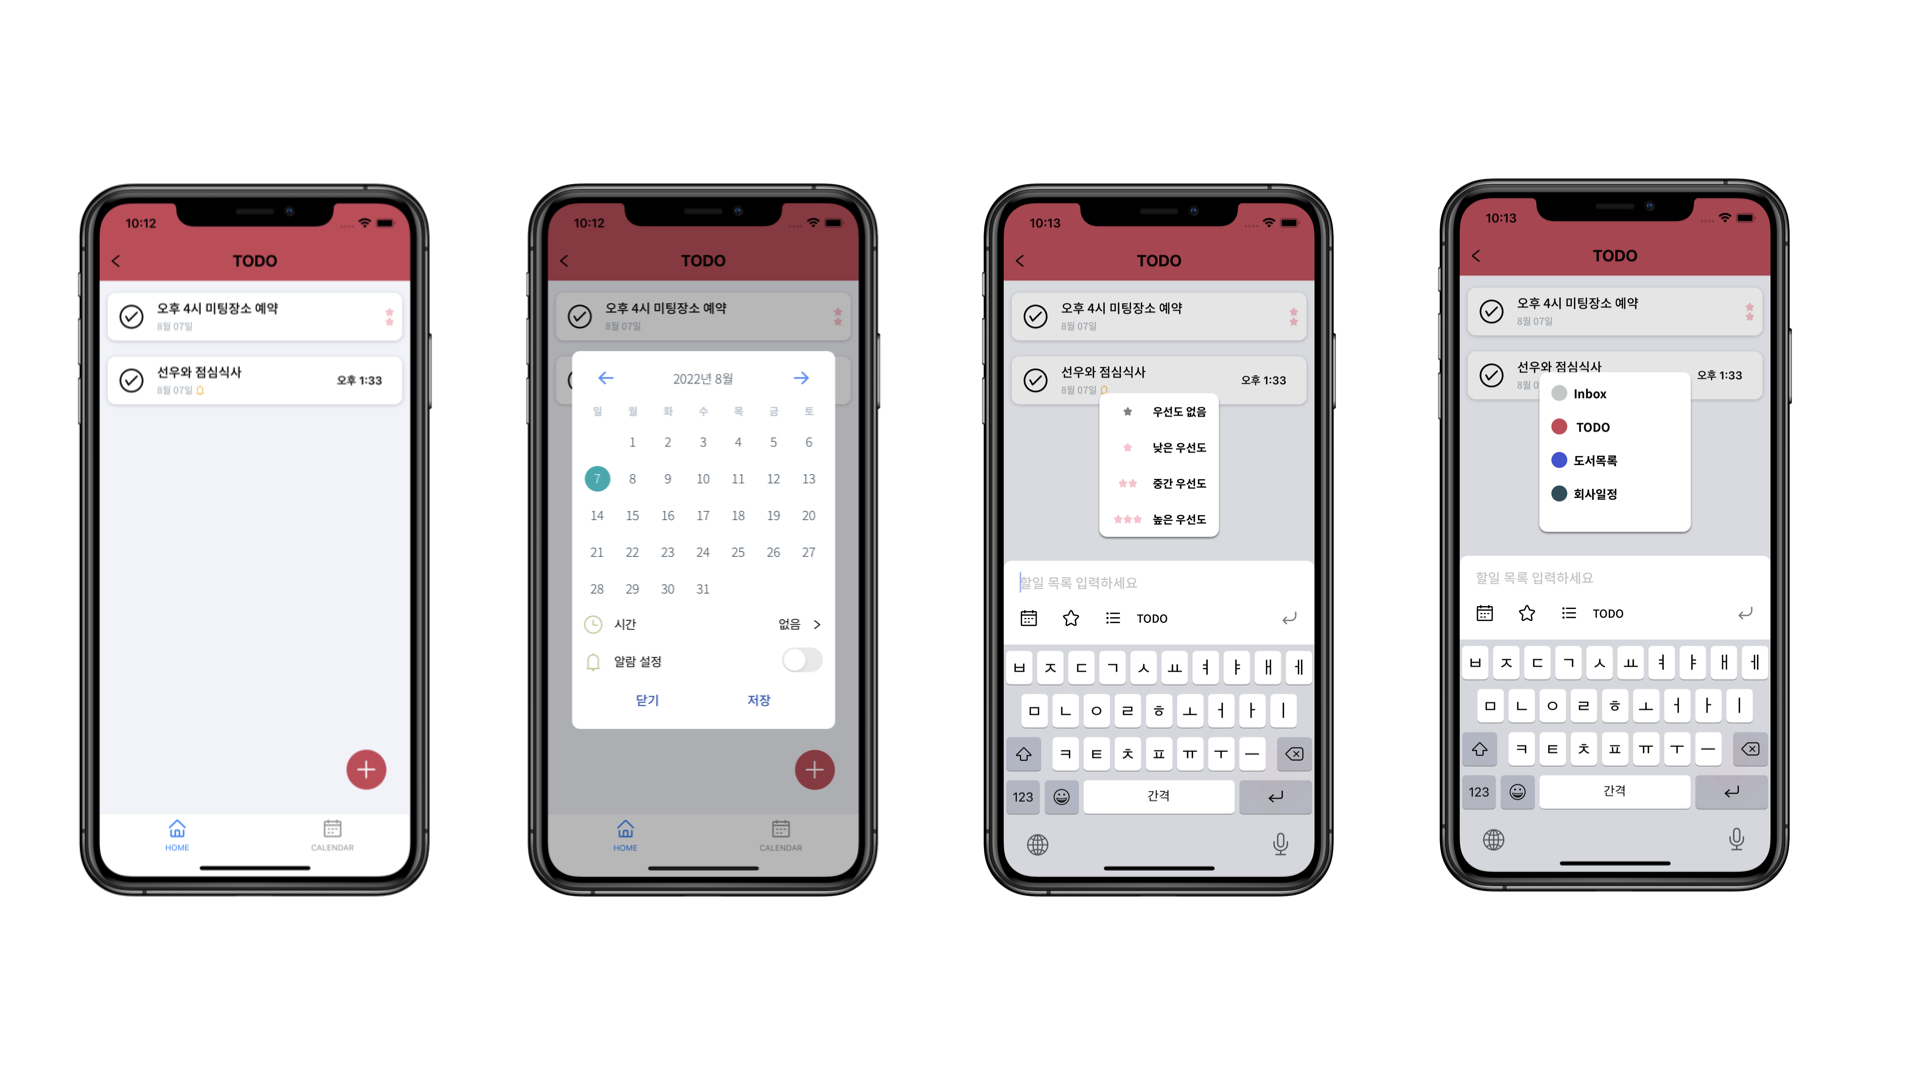 10:12
TODO
오후 4시 미팅장소 예약
8월 07일
선우와 점심식사
8월 07일
오후 1:33
HOME
CALENDAR
10:12
TODO
오후 4시 미팅장소 예약
8월 07일
2022년 8월
일 월 화 수 목 금 토
1 2 3 4 5 6
7 8 9 10 11 12 13
14 15 16 17 18 19 20
21 22 23 24 25 26 27
28 29 30 31
시간 없음
알람 설정
닫기 저장
HOME
CALENDAR
10:13
TODO
오후 4시 미팅장소 예약
8월 07일
선우와 점심식사
8월 07일
오후 1:33
우선도 없음
낮은 우선도
중간 우선도
높은 우선도
할일 목록 입력하세요
TODO
ㅂ ㅈ ㄷ ㄱ ㅅ ㅛ ㅕ ㅑ ㅐ ㅔ
ㅁ ㄴ ㅇ ㄹ ㅎ ㅗ ㅓ ㅏ ㅣ
ㅋ ㅌ ㅊ ㅍ ㅠ ㅜ ㅡ
123 간격
10:13
TODO
오후 4시 미팅장소 예약
8월 07일
선우와 점심식사
8월 0
오후 1:33
Inbox
TODO
도서목록
회사일정
할일 목록 입력하세요
TODO
ㅂ ㅈ ㄷ ㄱ ㅅ ㅛ ㅕ ㅑ ㅐ ㅔ
ㅁ ㄴ ㅇ ㄹ ㅎ ㅗ ㅓ ㅏ ㅣ
ㅋ ㅌ ㅊ ㅍ ㅠ ㅜ ㅡ
123 간격